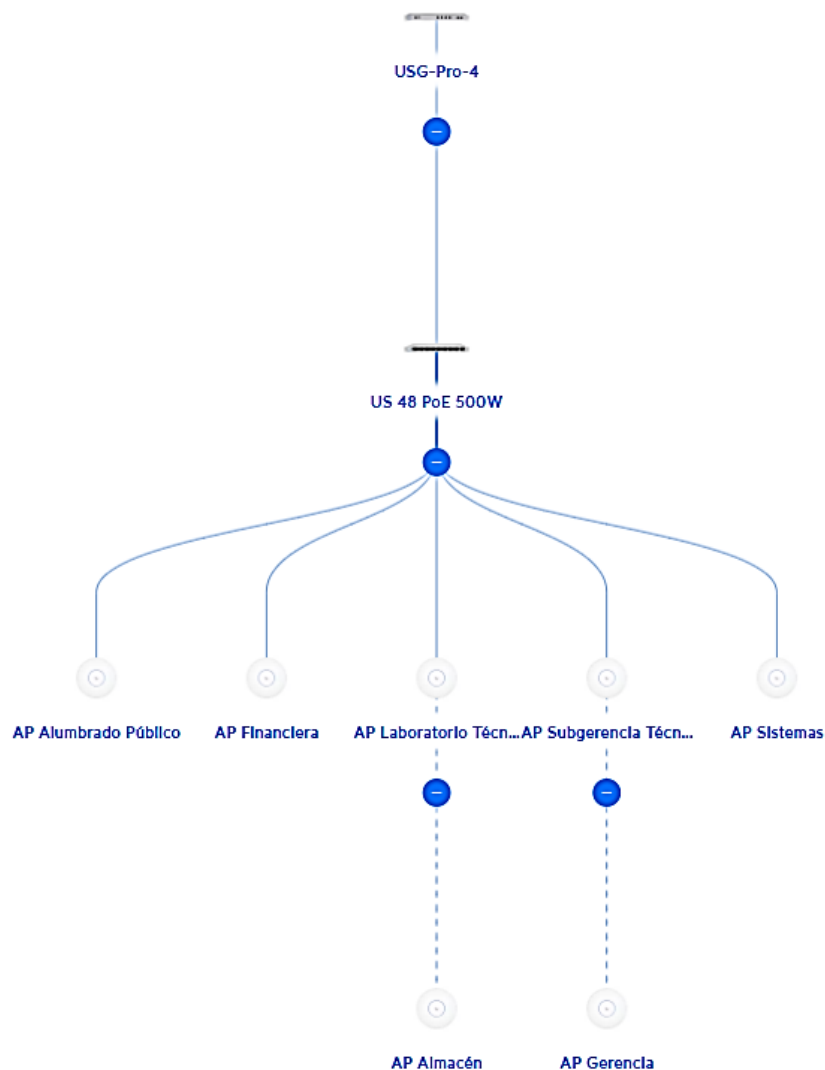 USG-Pro-4
US 48 PoE 500W
AP Alumbrado Público
AP Financiera
AP Laboratorio Técn...
AP Subgerencia Técn...
AP Sistemas
AP Almacén
AP Gerencia